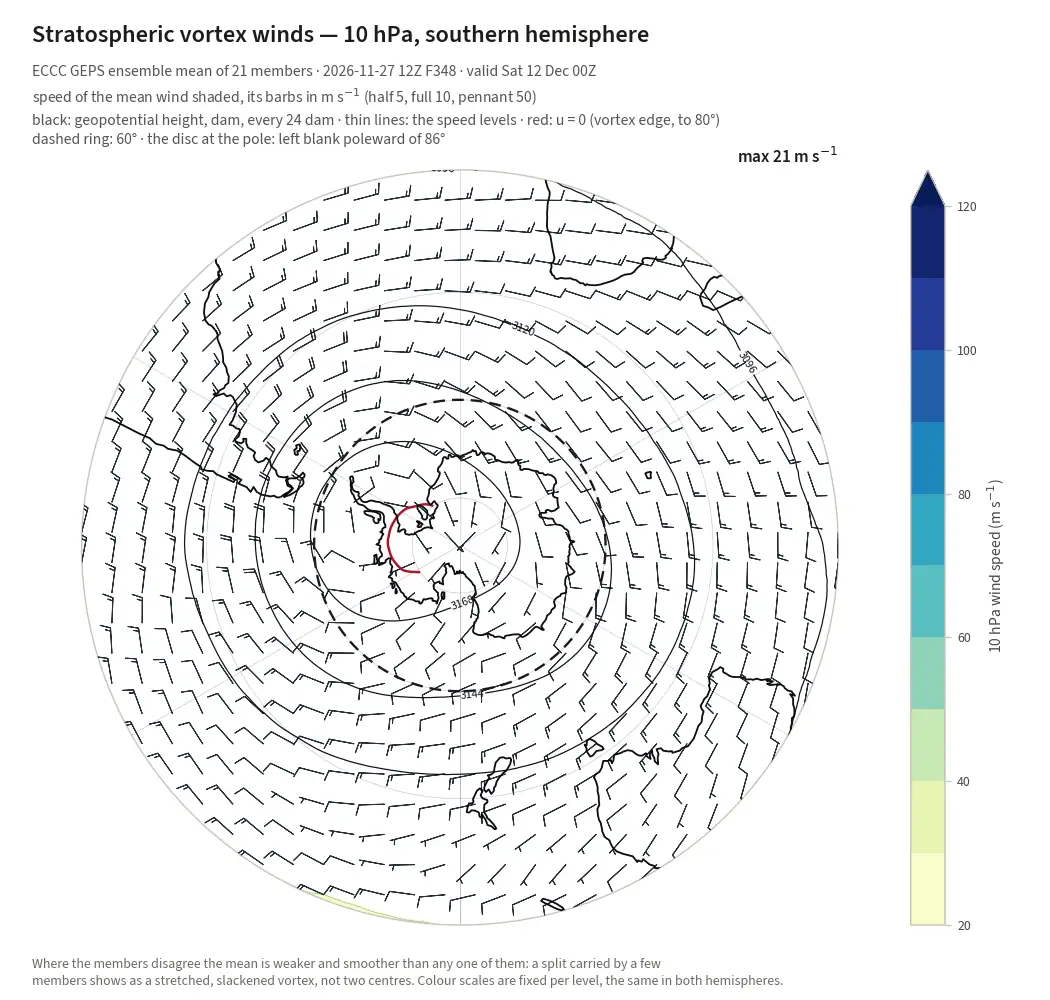 Stratospheric vortex winds — 10 hPa, southern hemisphere
ECCC GEPS ensemble mean of 21 members · 2026-11-27 12Z F348 · valid Sat 12 Dec 00Z
speed of the mean wind shaded, its barbs in m s⁻¹ (half 5, full 10, pennant 50)
black: geopotential height, dam, every 24 dam · thin lines: the speed levels · red: u = 0 (vortex edge, to 80°)
dashed ring: 60° · the disc at the pole: left blank poleward of 86°
max 21 m s⁻¹
3120
3096
3168
3144
120
100
80
60
40
20
10 hPa wind speed (m s⁻¹)
Where the members disagree the mean is weaker and smoother than any one of them: a split carried by a few
members shows as a stretched, slackened vortex, not two centres. Colour scales are fixed per level, the same in both hemispheres.